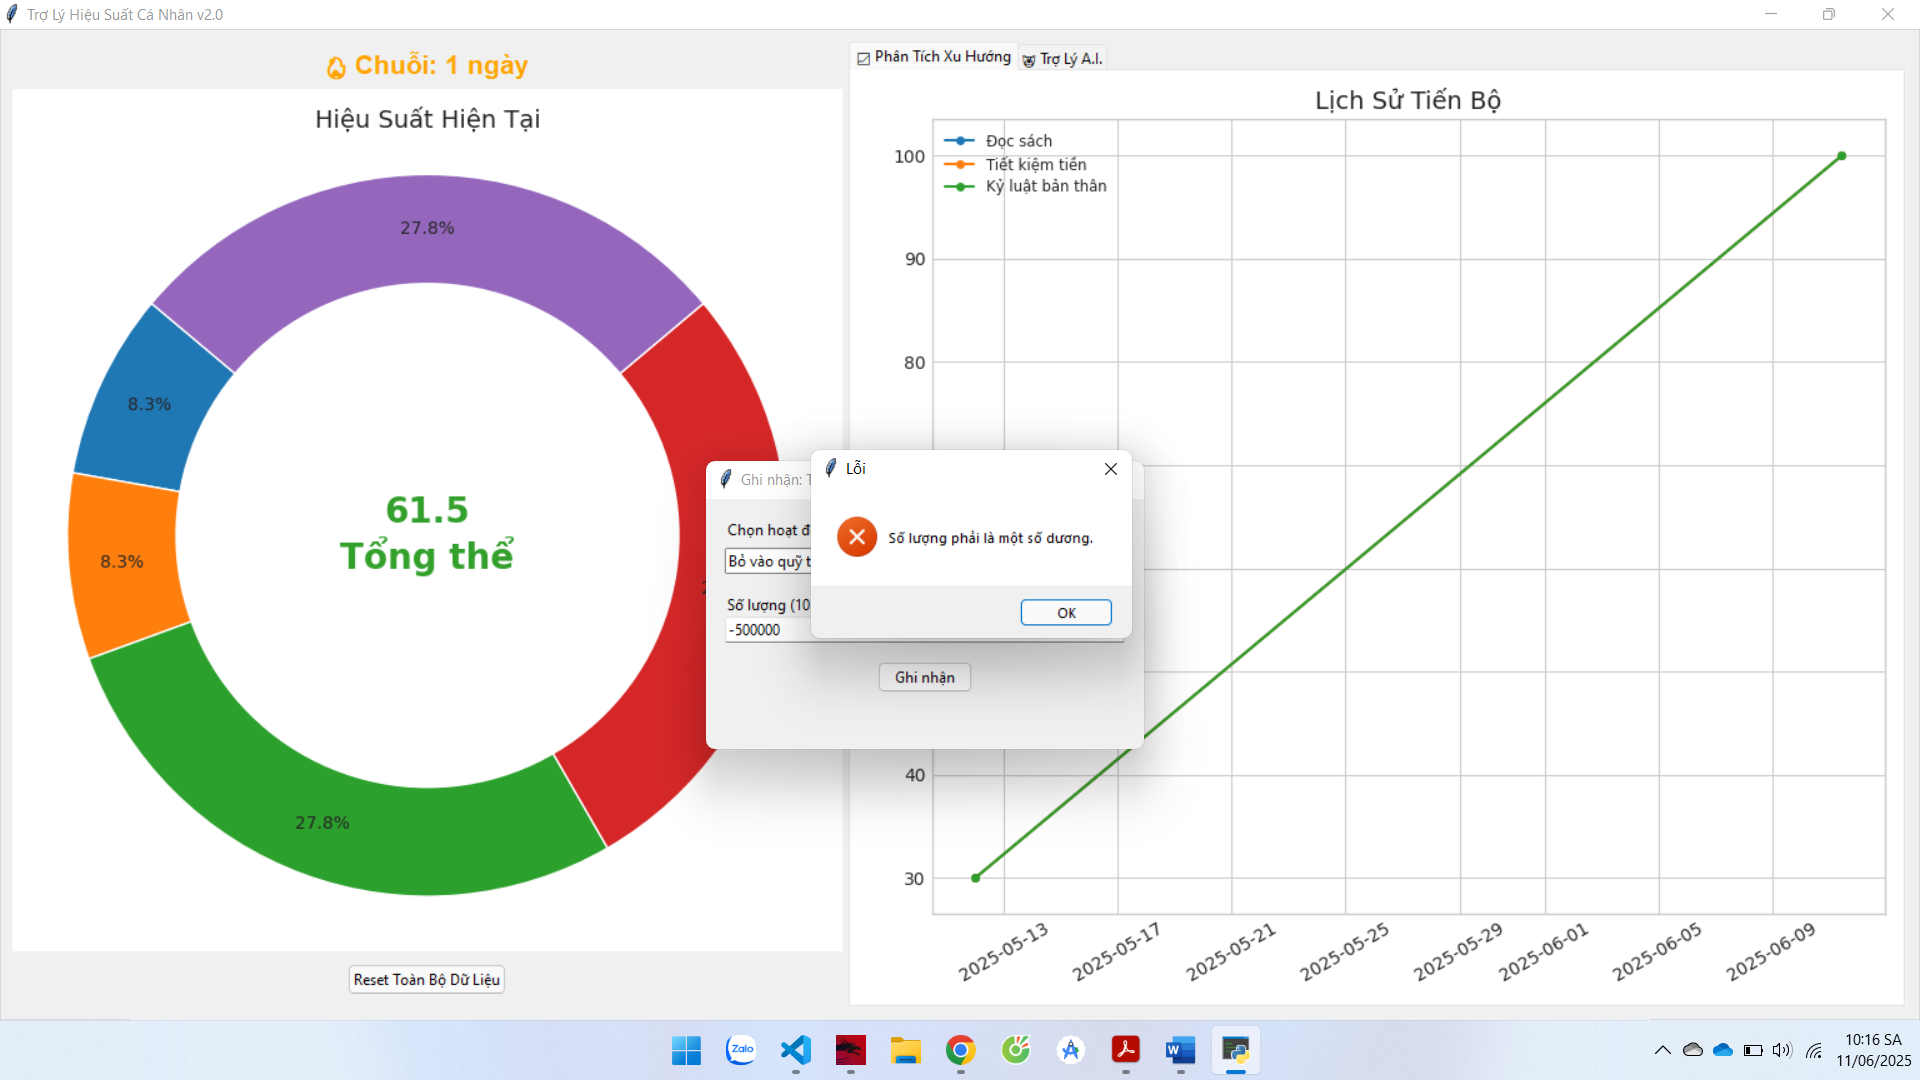 Trợ Lý Hiệu Suất Cá Nhân v2.0
Chuỗi: 1 ngày
Hiệu Suất Hiện Tại
27.8%
8.3%
8.3%
27.8%
61.5
Tổng thể
Reset Toàn Bộ Dữ Liệu
Phân Tích Xu Hướng
Trợ Lý A.I.
Lịch Sử Tiến Bộ
Đọc sách
Tiết kiệm tiền
Kỷ luật bản thân
100
90
80
40
30
2025-05-13
2025-05-17
2025-05-21
2025-05-25
2025-05-29
2025-06-01
2025-06-05
2025-06-09
Ghi nhận:
Chọn hoạt
Bỏ vào quỹ
Số lượng (10
-500000
Ghi nhận
Lỗi
Số lượng phải là một số dương.
OK
Zalo
10:16 SA
11/06/2025